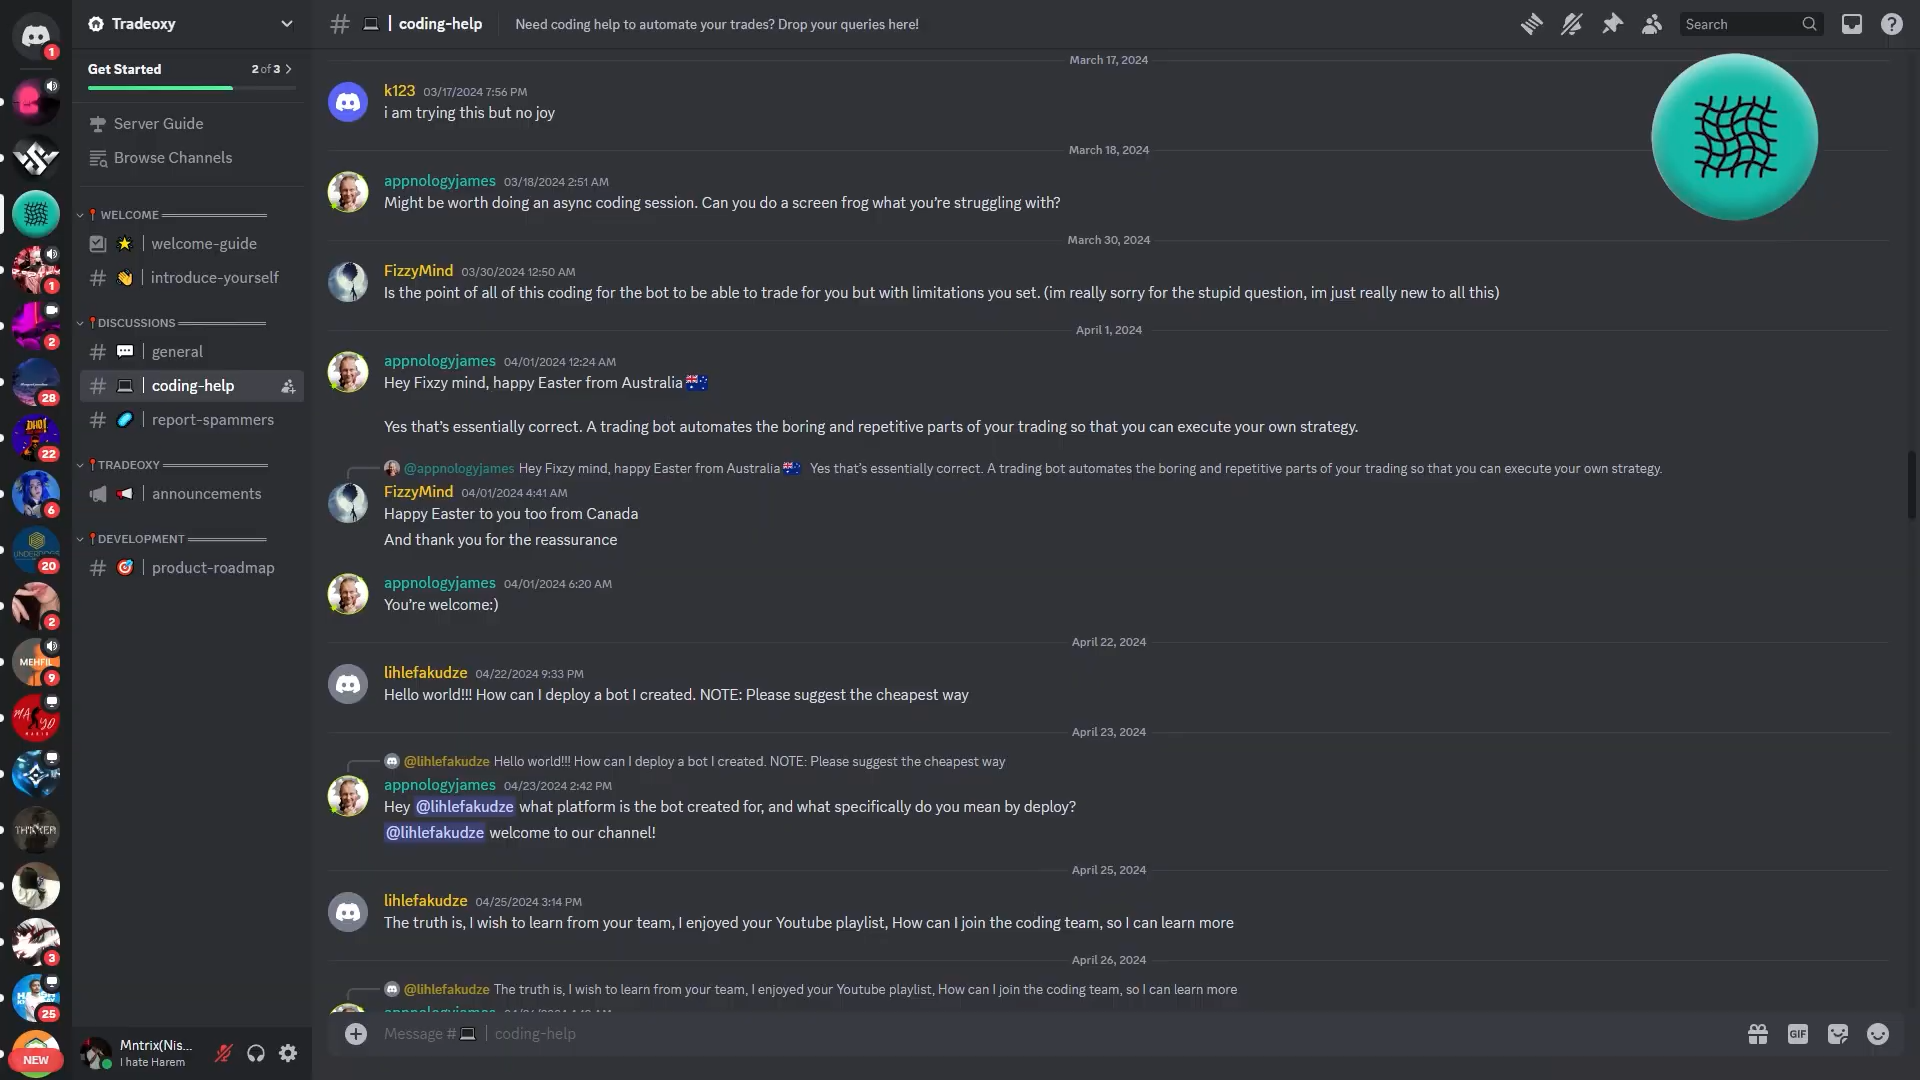 Tradeoxy
Get Started
2 of 3
Server Guide
Browse Channels
WELCOME
welcome-guide
introduce-yourself
DISCUSSIONS
general
coding-help
report-spammers
TRADEOXY
announcements
DEVELOPMENT
product-roadmap
1
1
2
28
22
6
UNDERDOGS
20
2
MEHFIL
9
3
25
NEW
Mntrix(Nis...
I hate Harem
# | coding-help
Need coding help to automate your trades? Drop your queries here!
Search
March 17, 2024
k123 03/17/2024 7:56 PM
i am trying this but no joy
March 18, 2024
appnologyjames 03/18/2024 2:51 AM
Might be worth doing an async coding session. Can you do a screen frog what you’re struggling with?
March 30, 2024
FizzyMind 03/30/2024 12:50 AM
Is the point of all of this coding for the bot to be able to trade for you but with limitations you set. (im really sorry for the stupid question, im just really new to all this)
April 1, 2024
appnologyjames 04/01/2024 12:24 AM
Hey Fixzy mind, happy Easter from Australia
Yes that’s essentially correct. A trading bot automates the boring and repetitive parts of your trading so that you can execute your own strategy.
@appnologyjames Hey Fixzy mind, happy Easter from Australia Yes that’s essentially correct. A trading bot automates the boring and repetitive parts of your trading so that you can execute your own strategy.
FizzyMind 04/01/2024 4:41 AM
Happy Easter to you too from Canada
And thank you for the reassurance
appnologyjames 04/01/2024 6:20 AM
You’re welcome:)
April 22, 2024
lihlefakudze 04/22/2024 9:33 PM
Hello world!!! How can I deploy a bot I created. NOTE: Please suggest the cheapest way
April 23, 2024
@lihlefakudze Hello world!!! How can I deploy a bot I created. NOTE: Please suggest the cheapest way
appnologyjames 04/23/2024 2:42 PM
Hey @lihlefakudze what platform is the bot created for, and what specifically do you mean by deploy?
@lihlefakudze welcome to our channel!
April 25, 2024
lihlefakudze 04/25/2024 3:14 PM
The truth is, I wish to learn from your team, I enjoyed your Youtube playlist, How can I join the coding team, so I can learn more
April 26, 2024
@lihlefakudze The truth is, I wish to learn from your team, I enjoyed your Youtube playlist, How can I join the coding team, so I can learn more
Message # | coding-help
GIF